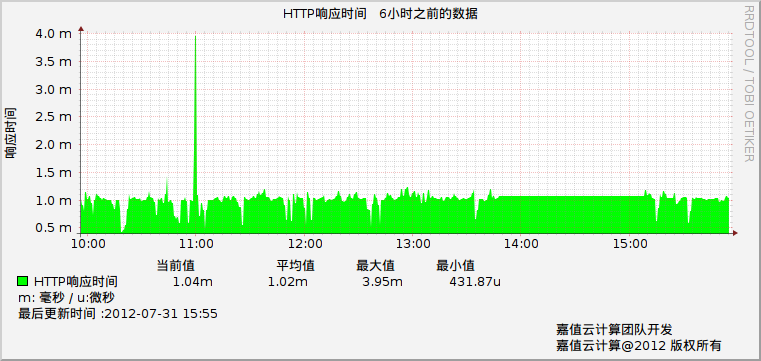 HTTP响应时间 6小时之前的数据
RRDTOOL / TOBI OETIKER
响应时间
4.0 m
3.5 m
3.0 m
2.5 m
2.0 m
1.5 m
1.0 m
0.5 m
10:00 11:00 12:00 13:00 14:00 15:00
当前值 平均值 最大值 最小值
HTTP响应时间 1.04m 1.02m 3.95m 431.87u
m: 毫秒 / u:微秒
最后更新时间 :2012-07-31 15:55
嘉值云计算团队开发
嘉值云计算@2012 版权所有